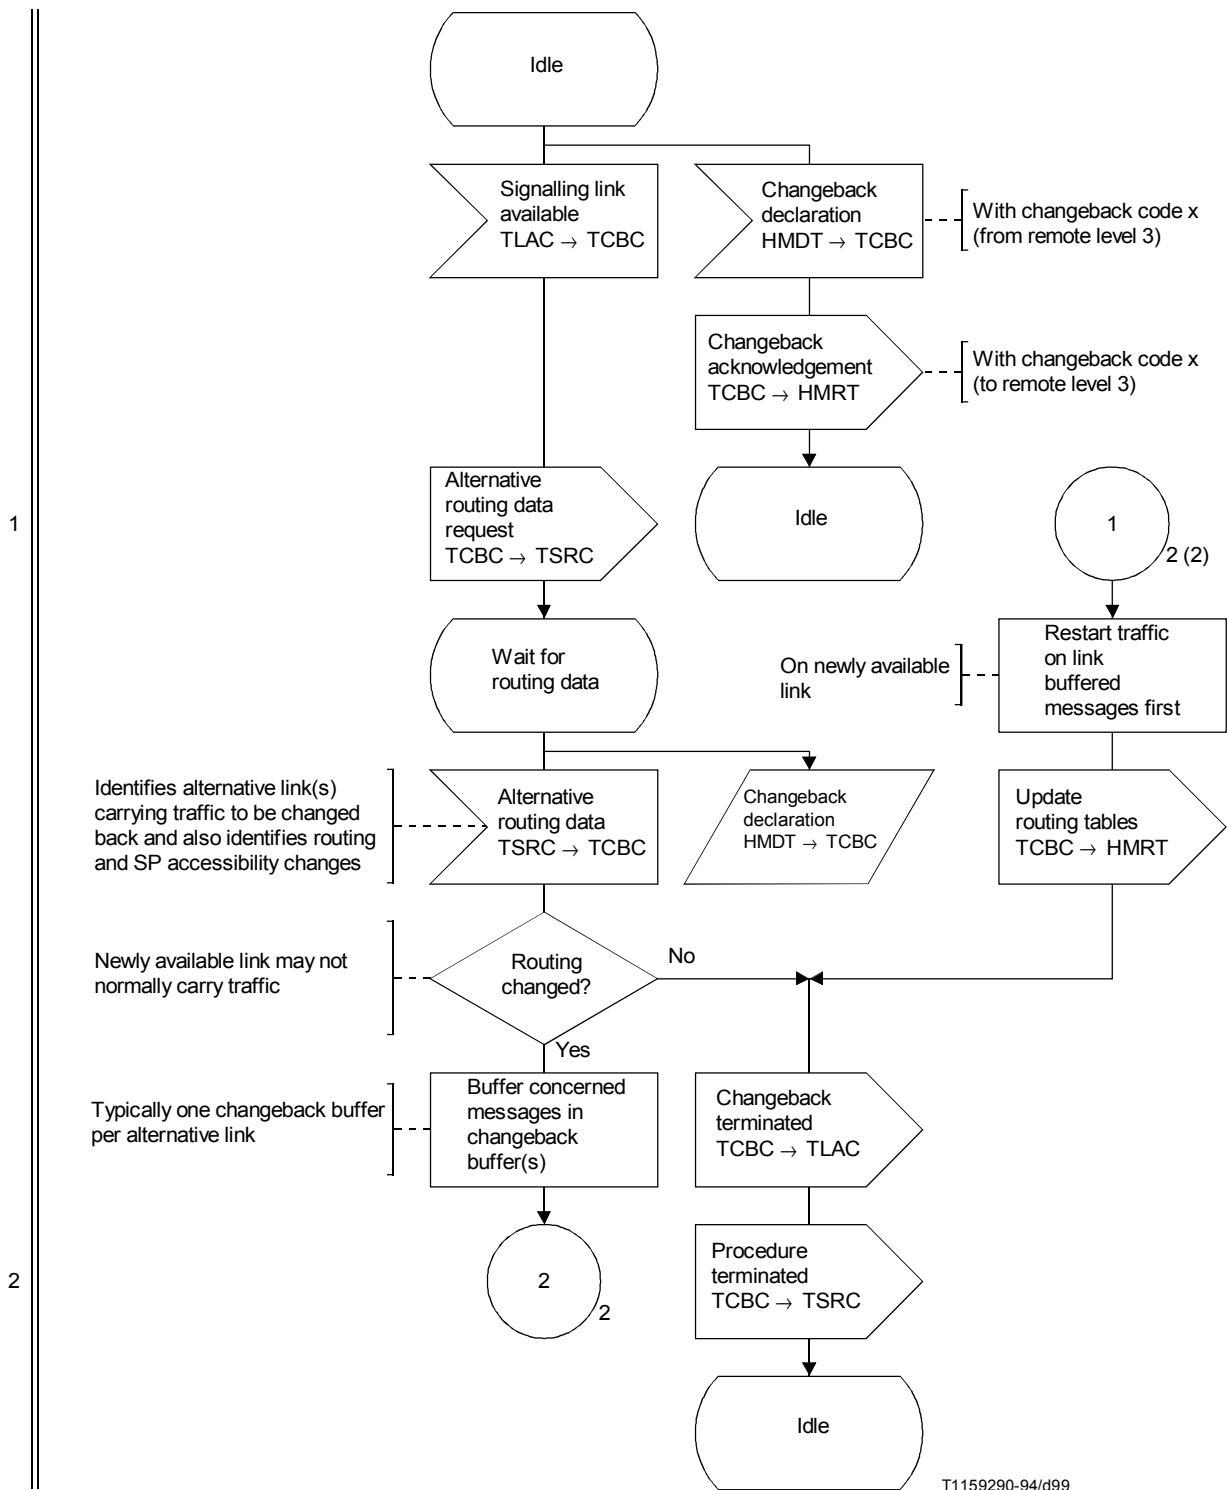 Idle
Signalling link
available
TLAC → TCBC
Changeback
declaration
HMDT → TCBC
With changeback code x
(from remote level 3)
Changeback
acknowledgement
TCBC → HMRT
With changeback code x
(to remote level 3)
1
Alternative
routing data
request
TCBC → TSRC
Idle
1
2 (2)
Wait for
routing data
On newly available
link
Restart traffic
on link
buffered
messages first
Identifies alternative link(s)
carrying traffic to be changed
back and also identifies routing
and SP accessibility changes
Alternative
routing data
TSRC → TCBC
Changeback
declaration
HMDT → TCBC
Update
routing tables
TCBC → HMRT
Newly available link may not
normally carry traffic
Routing
changed?
No
Yes
Typically one changeback buffer
per alternative link
Buffer concerned
messages in
changeback
buffer(s)
Changeback
terminated
TCBC → TLAC
2
2
2
Procedure
terminated
TCBC → TSRC
Idle
T1159290-94/d99